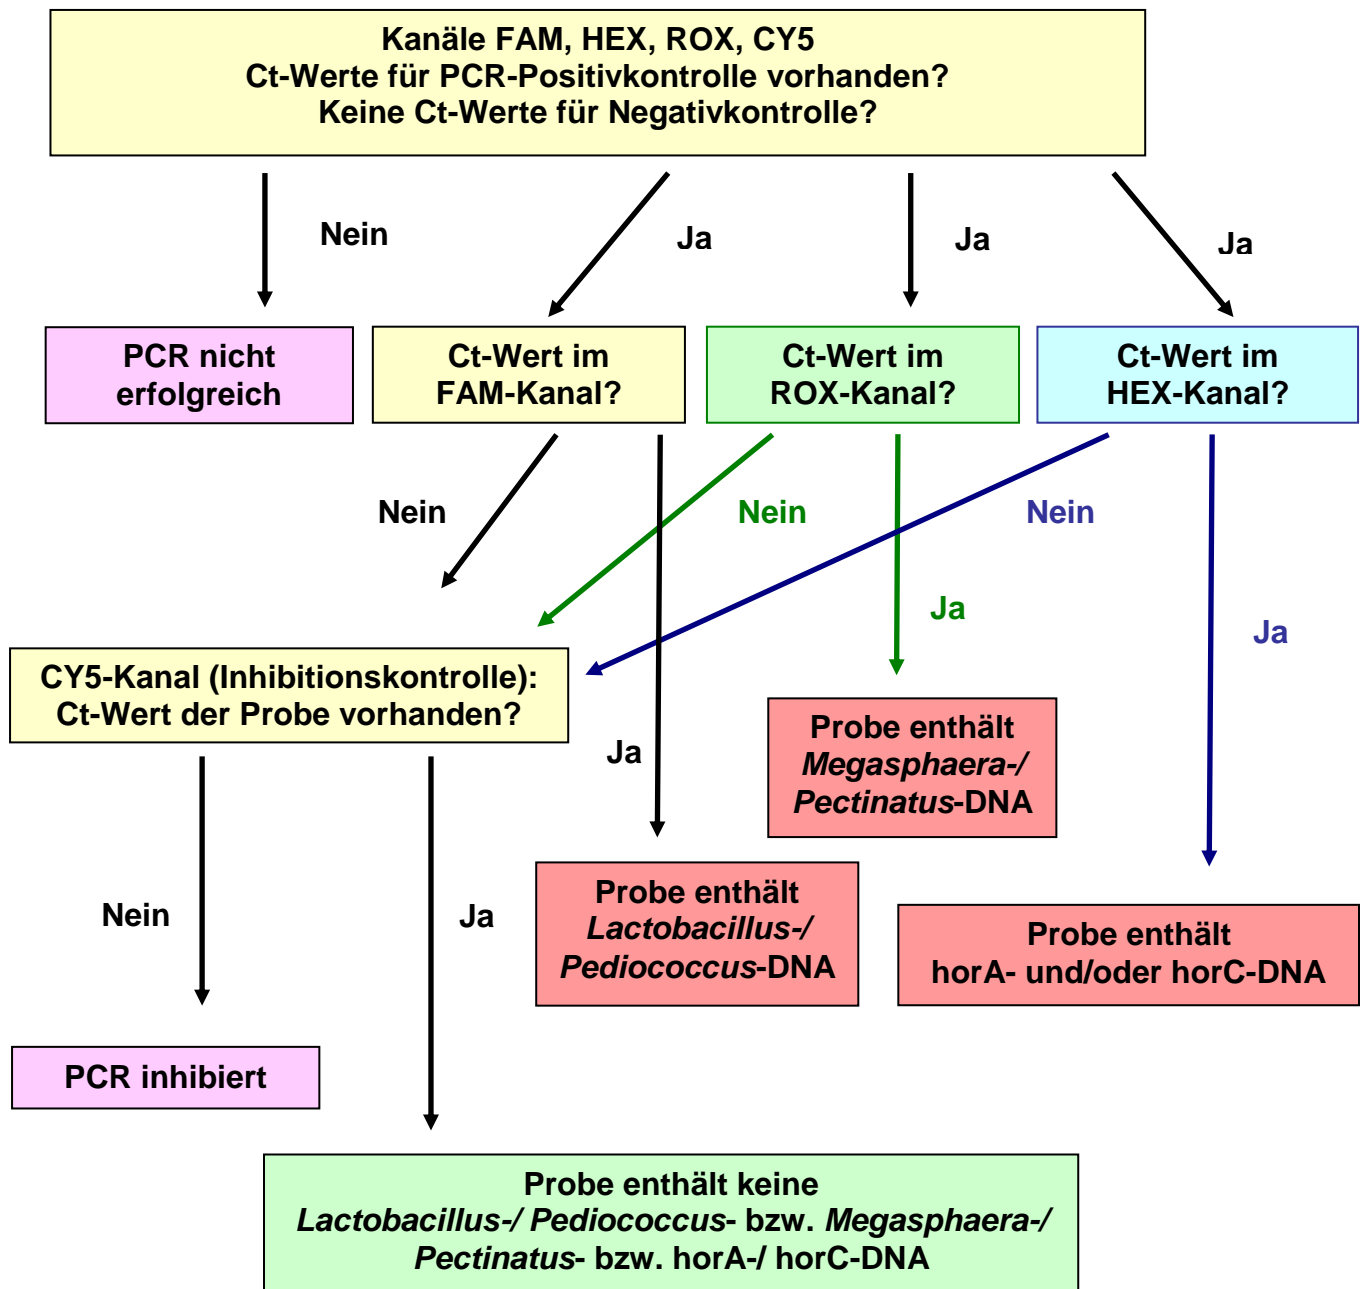 Kanäle FAM, HEX, ROX, CY5
Ct-Werte für PCR-Positivkontrolle vorhanden?
Keine Ct-Werte für Negativkontrolle?
Nein
Ja
Ja
Ja
PCR nicht
erfolgreich
Ct-Wert im
FAM-Kanal?
Ct-Wert im
ROX-Kanal?
Ct-Wert im
HEX-Kanal?
Nein
Nein
Nein
Ja
Ja
CY5-Kanal (Inhibitionskontrolle):
Ct-Wert der Probe vorhanden?
Ja
Probe enthält
Megasphaera-/
Pectinatus-DNA
Nein
Ja
Probe enthält
Lactobacillus-/
Pediococcus-DNA
Probe enthält
horA- und/oder horC-DNA
PCR inhibiert
Probe enthält keine
Lactobacillus-/ Pediococcus- bzw. Megasphaera-/
Pectinatus- bzw. horA-/ horC-DNA